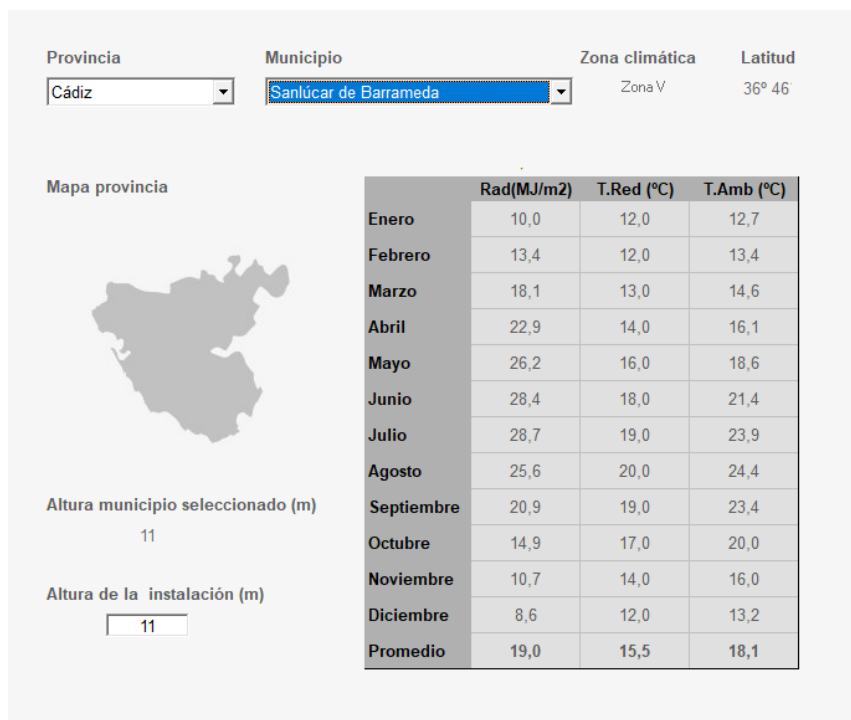 Provincia Municipio Zona climática Latitud
Cádiz Sanlúcar de Barrameda Zona V 36º 46'
Mapa provincia
Rad(MJ/m2) T.Red (ºC) T.Amb (ºC)
Enero 10,0 12,0 12,7
Febrero 13,4 12,0 13,4
Marzo 18,1 13,0 14,6
Abril 22,9 14,0 16,1
Mayo 26,2 16,0 18,6
Junio 28,4 18,0 21,4
Julio 28,7 19,0 23,9
Agosto 25,6 20,0 24,4
Septiembre 20,9 19,0 23,4
Octubre 14,9 17,0 20,0
Noviembre 10,7 14,0 16,0
Diciembre 8,6 12,0 13,2
Promedio 19,0 15,5 18,1
Altura municipio seleccionado (m)
11
Altura de la instalación (m)
11